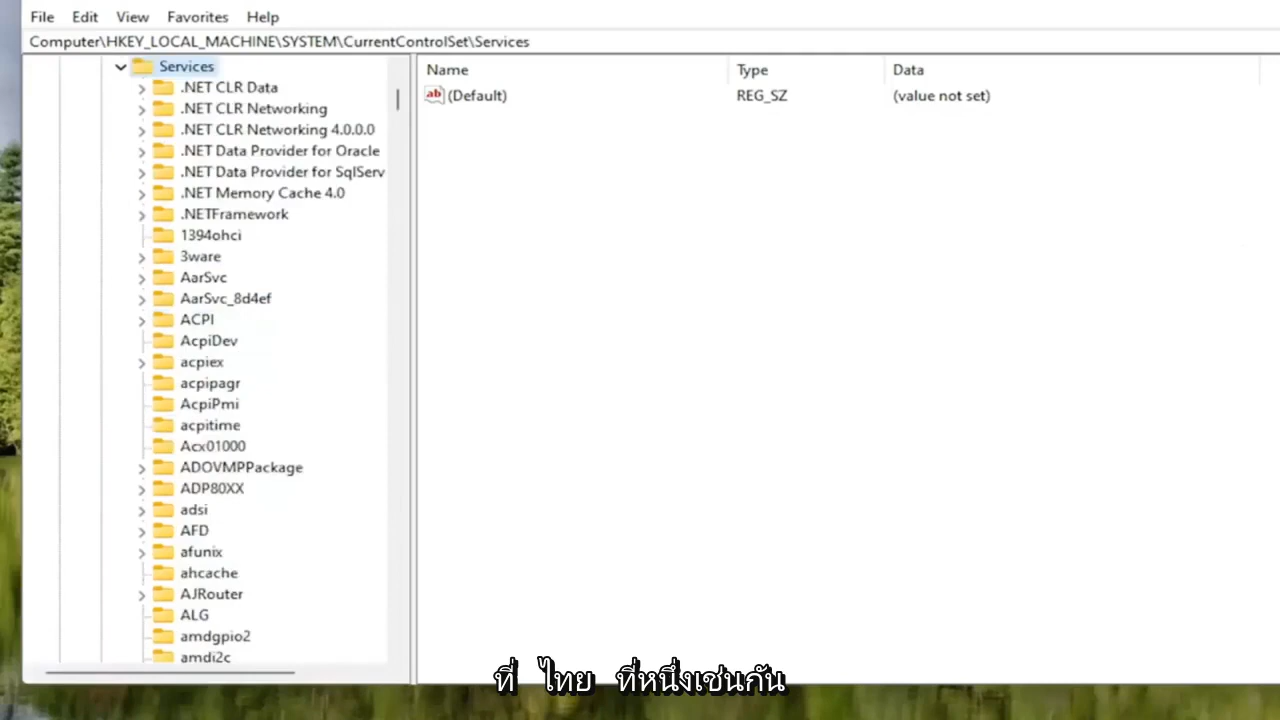 File Edit View Favorites Help
Computer\HKEY_LOCAL_MACHINE\SYSTEM\CurrentControlSet\Services
Services
.NET CLR Data
.NET CLR Networking
.NET CLR Networking 4.0.0.0
.NET Data Provider for Oracle
.NET Data Provider for SqlServ
.NET Memory Cache 4.0
.NETFramework
1394ohci
3ware
AarSvc
AarSvc_8d4ef
ACPI
AcpiDev
acpiex
acpipagr
AcpiPmi
acpitime
Acx01000
ADOVMPPackage
ADP80XX
adsi
AFD
afunix
ahcache
AJRouter
ALG
amdgpio2
amdi2c
Name Type Data
(Default) REG_SZ (value not set)
ที่ ไทย ที่หนึ่งเช่นกัน